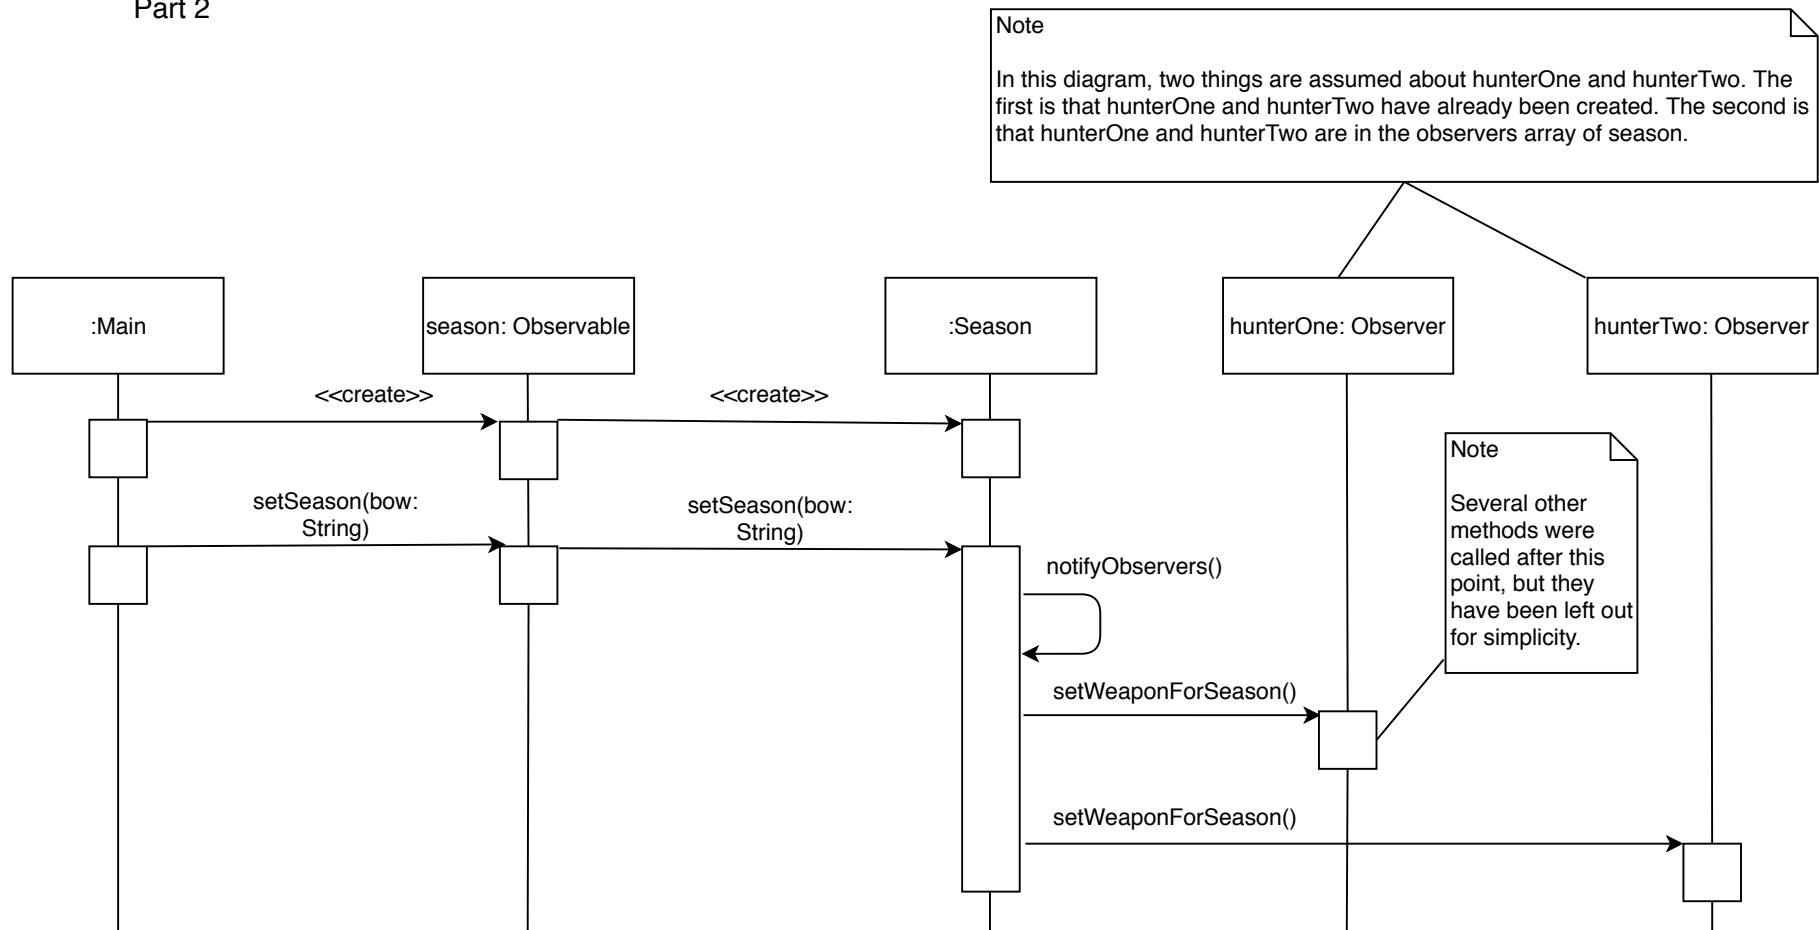 Part 2
Note
In this diagram, two things are assumed about hunterOne and hunterTwo. The
first is that hunterOne and hunterTwo have already been created. The second is
that hunterOne and hunterTwo are in the observers array of season.
:Main
season: Observable
:Season
hunterOne: Observer
hunterTwo: Observer
<<create>>
<<create>>
setSeason(bow:
String)
setSeason(bow:
String)
notifyObservers()
Note
Several other
methods were
called after this
point, but they
have been left out
for simplicity.
setWeaponForSeason()
setWeaponForSeason()